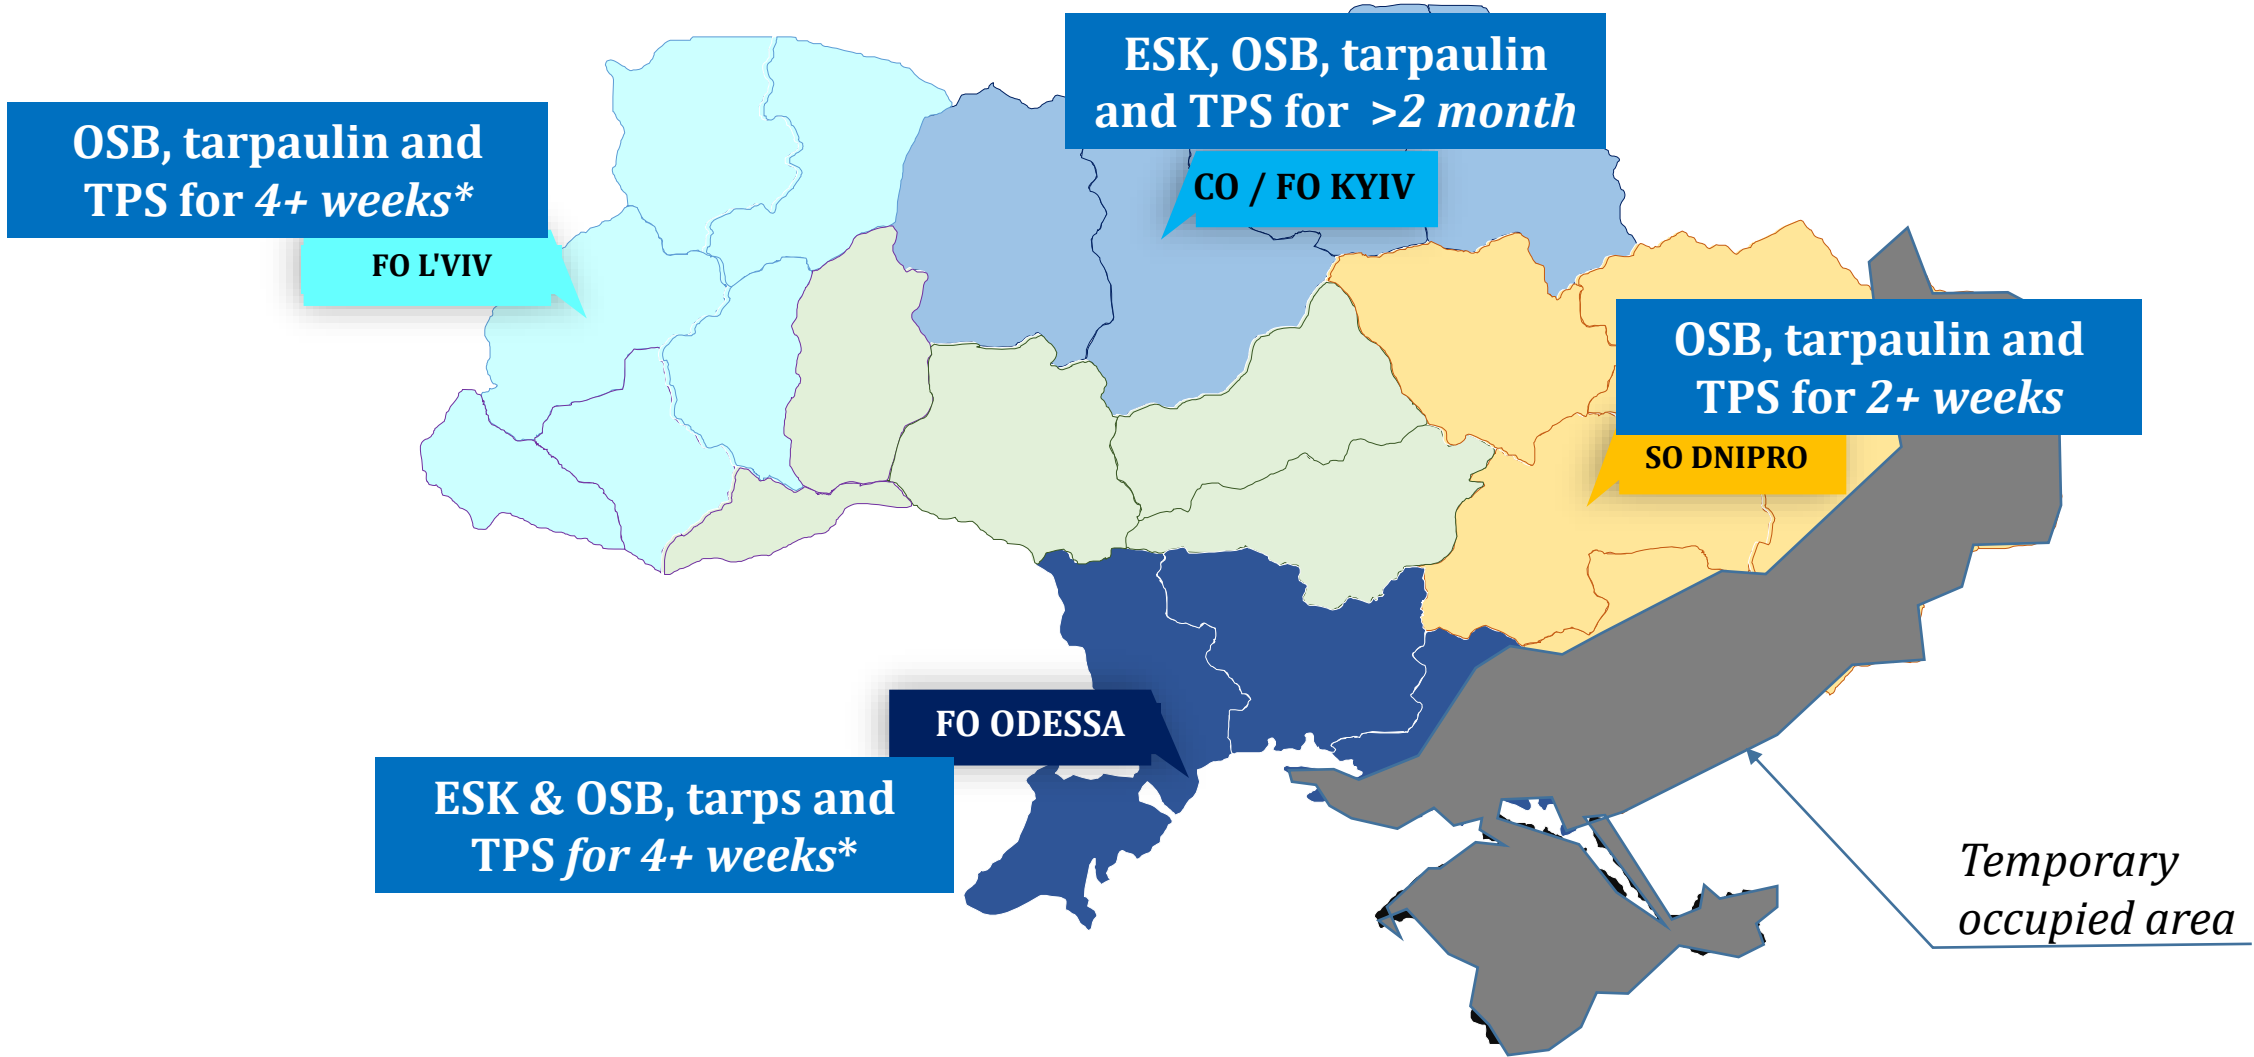 ESK, OSB, tarpaulin
and TPS for >2 month
CO / FO KYIV
OSB, tarpaulin and
TPS for 4+ weeks*
FO L'VIV
OSB, tarpaulin and
TPS for 2+ weeks
SO DNIPRO
FO ODESSA
ESK & OSB, tarps and
TPS for 4+ weeks*
Temporary
occupied area